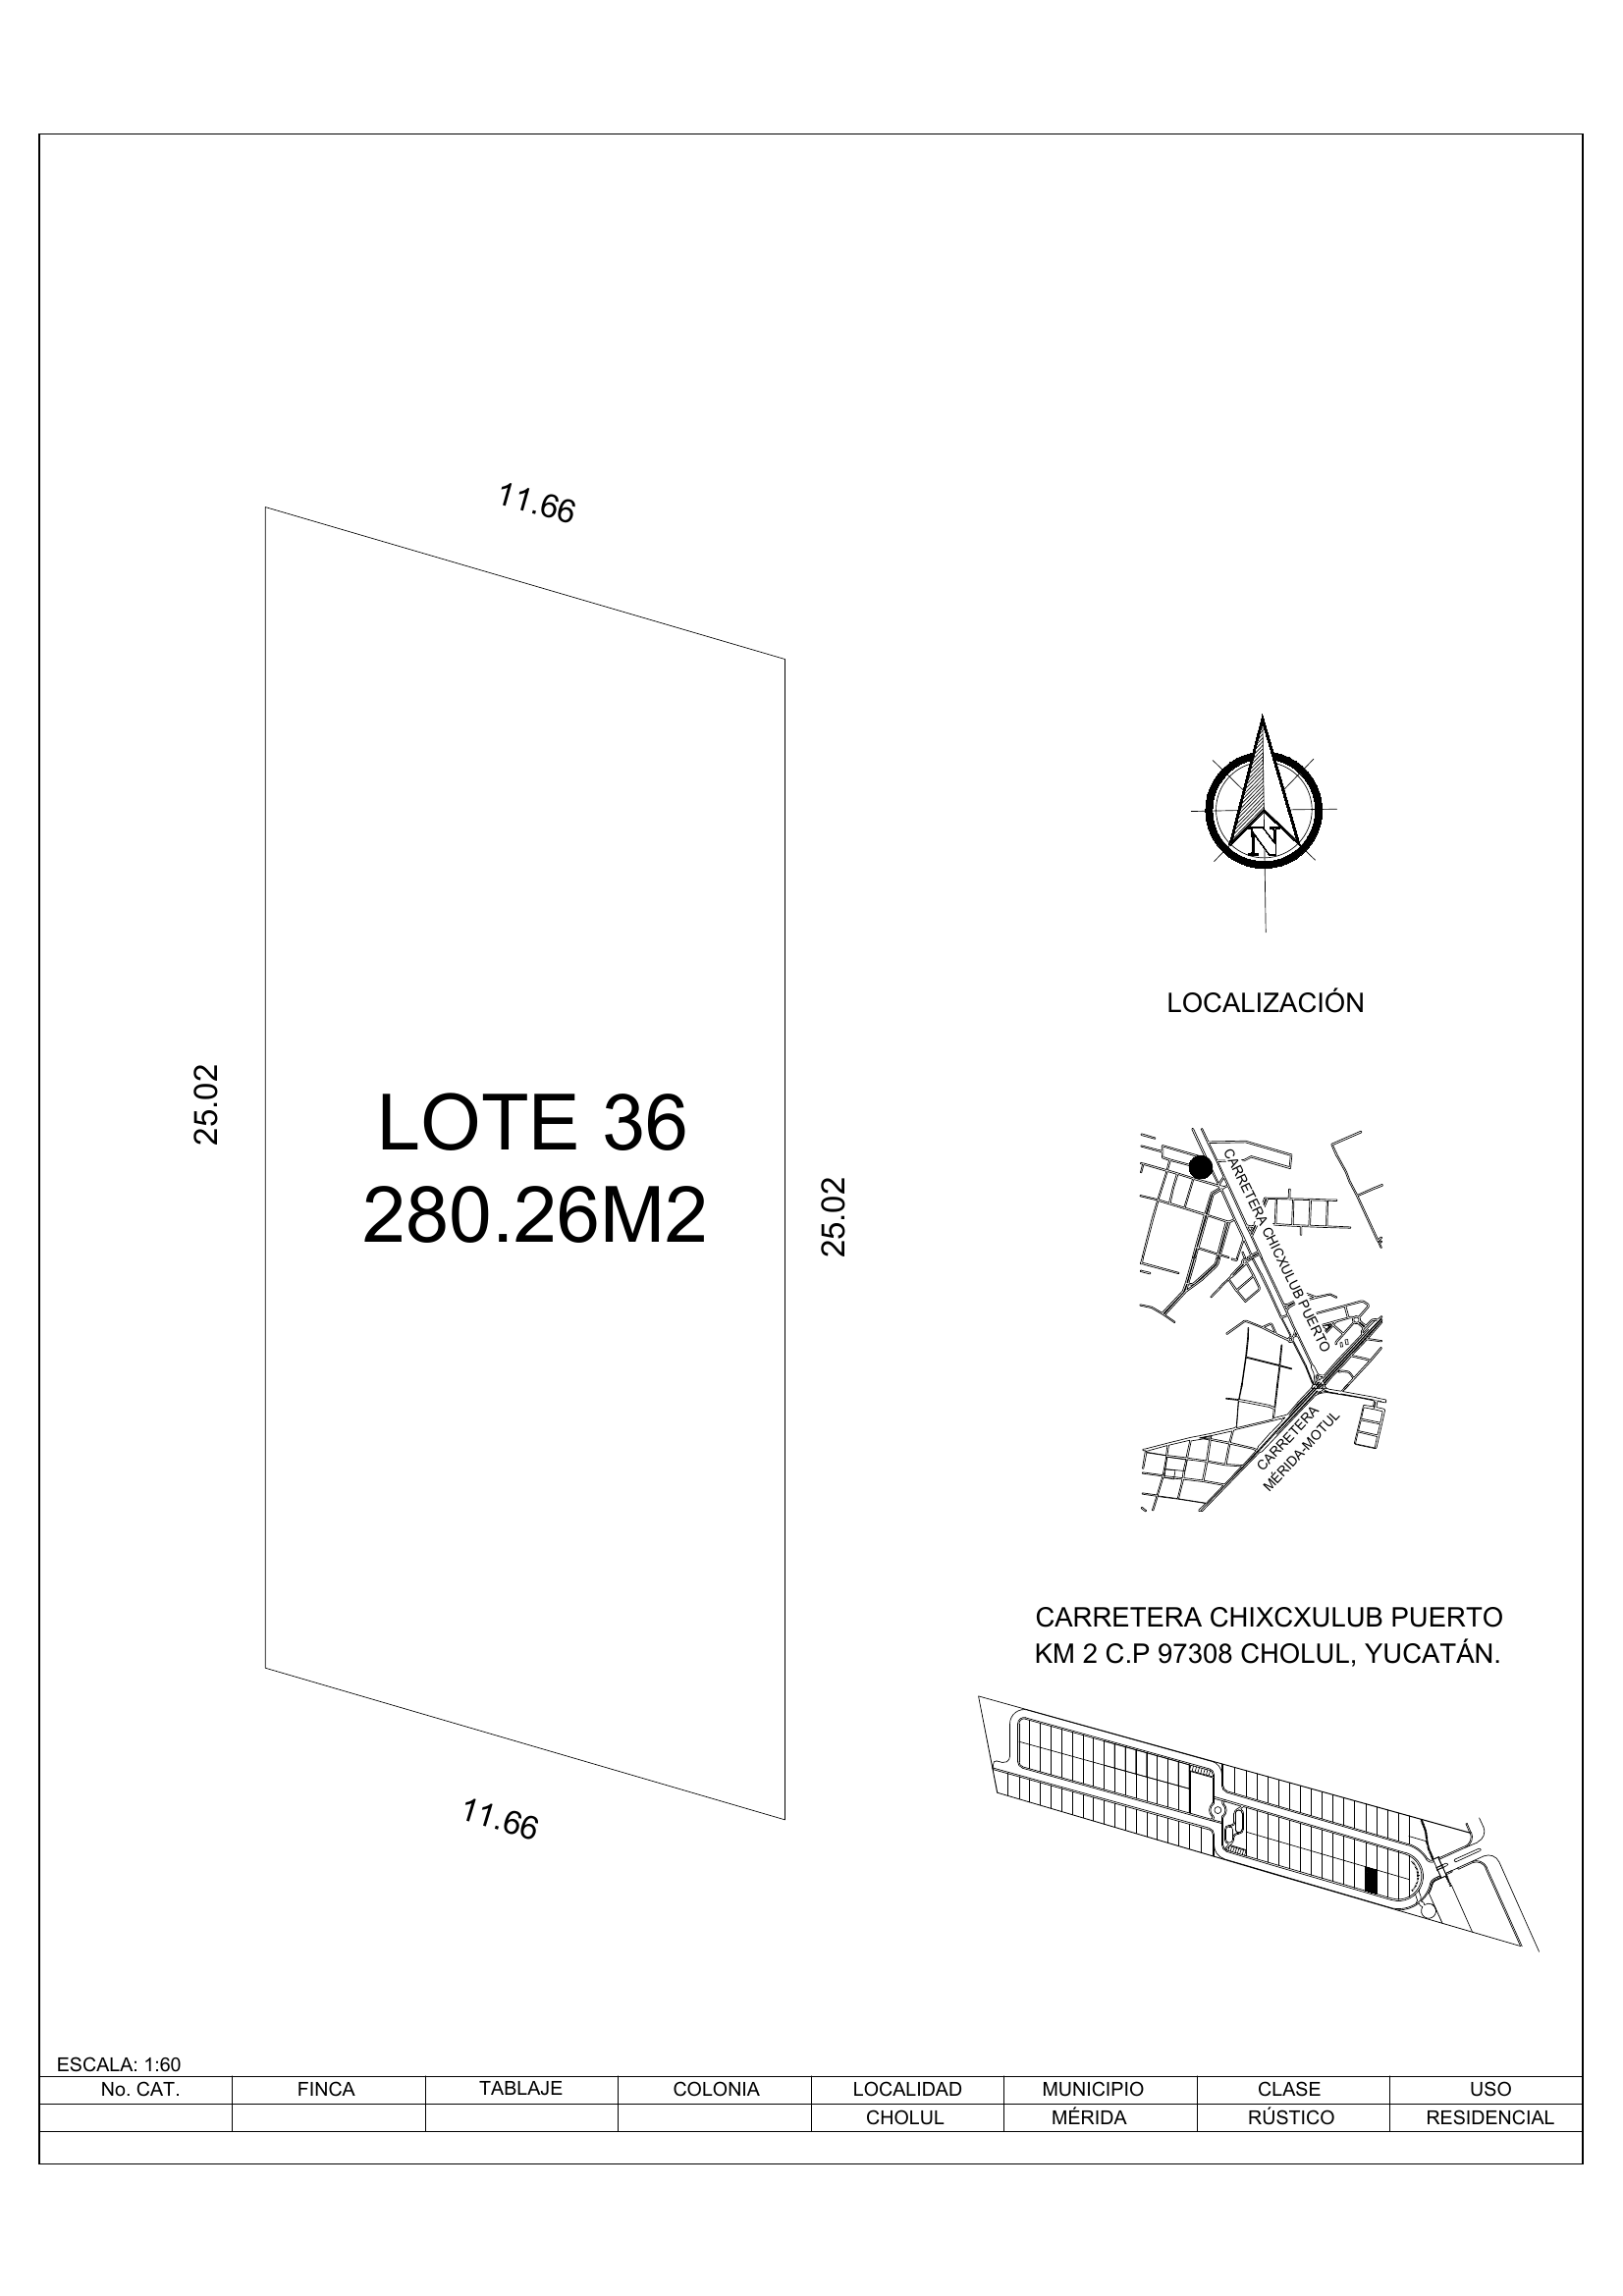 11.66
25.02
LOTE 36
280.26M2
25.02
11.66
N
LOCALIZACIÓN
CARRETERA CHICXULUB PUERTO
CARRETERA
MÉRIDA-MOTUL
CARRETERA CHIXCXULUB PUERTO
KM 2 C.P 97308 CHOLUL, YUCATÁN.
ESCALA: 1:60
No. CAT. FINCA TABLAJE COLONIA LOCALIDAD MUNICIPIO CLASE USO
CHOLUL MÉRIDA RÚSTICO RESIDENCIAL